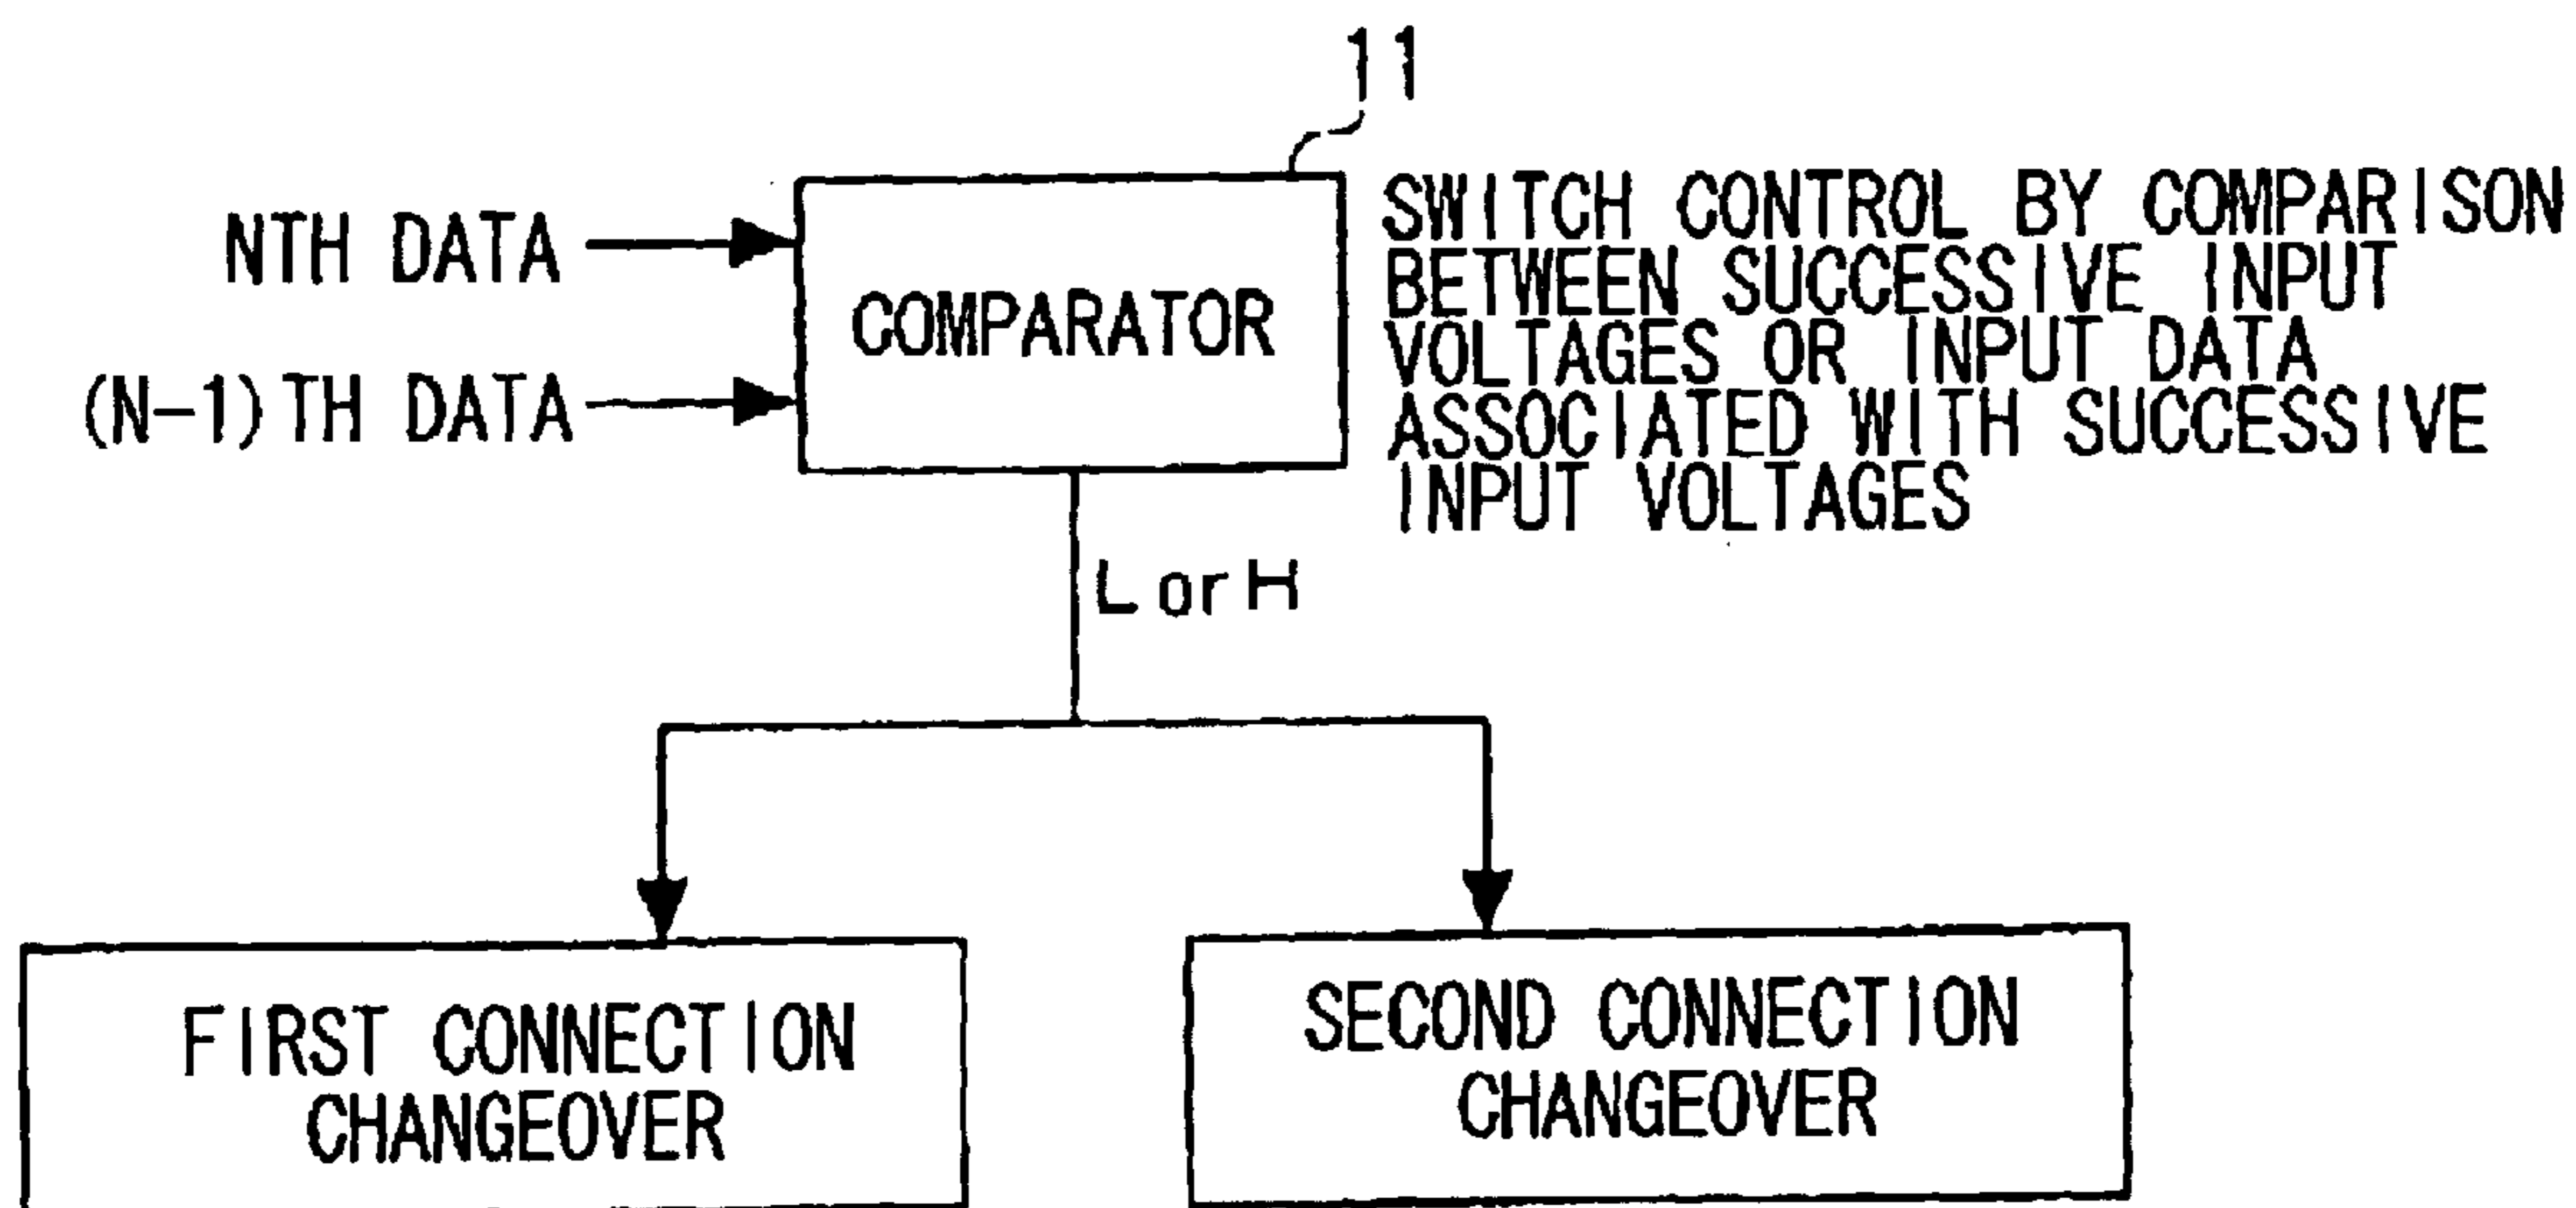 11
NTH DATA
(N-1)TH DATA
COMPARATOR
SWITCH CONTROL BY COMPARISON
BETWEEN SUCCESSIVE INPUT
VOLTAGES OR INPUT DATA
ASSOCIATED WITH SUCCESSIVE
INPUT VOLTAGES
L or H
FIRST CONNECTION
CHANGEOVER
SECOND CONNECTION
CHANGEOVER